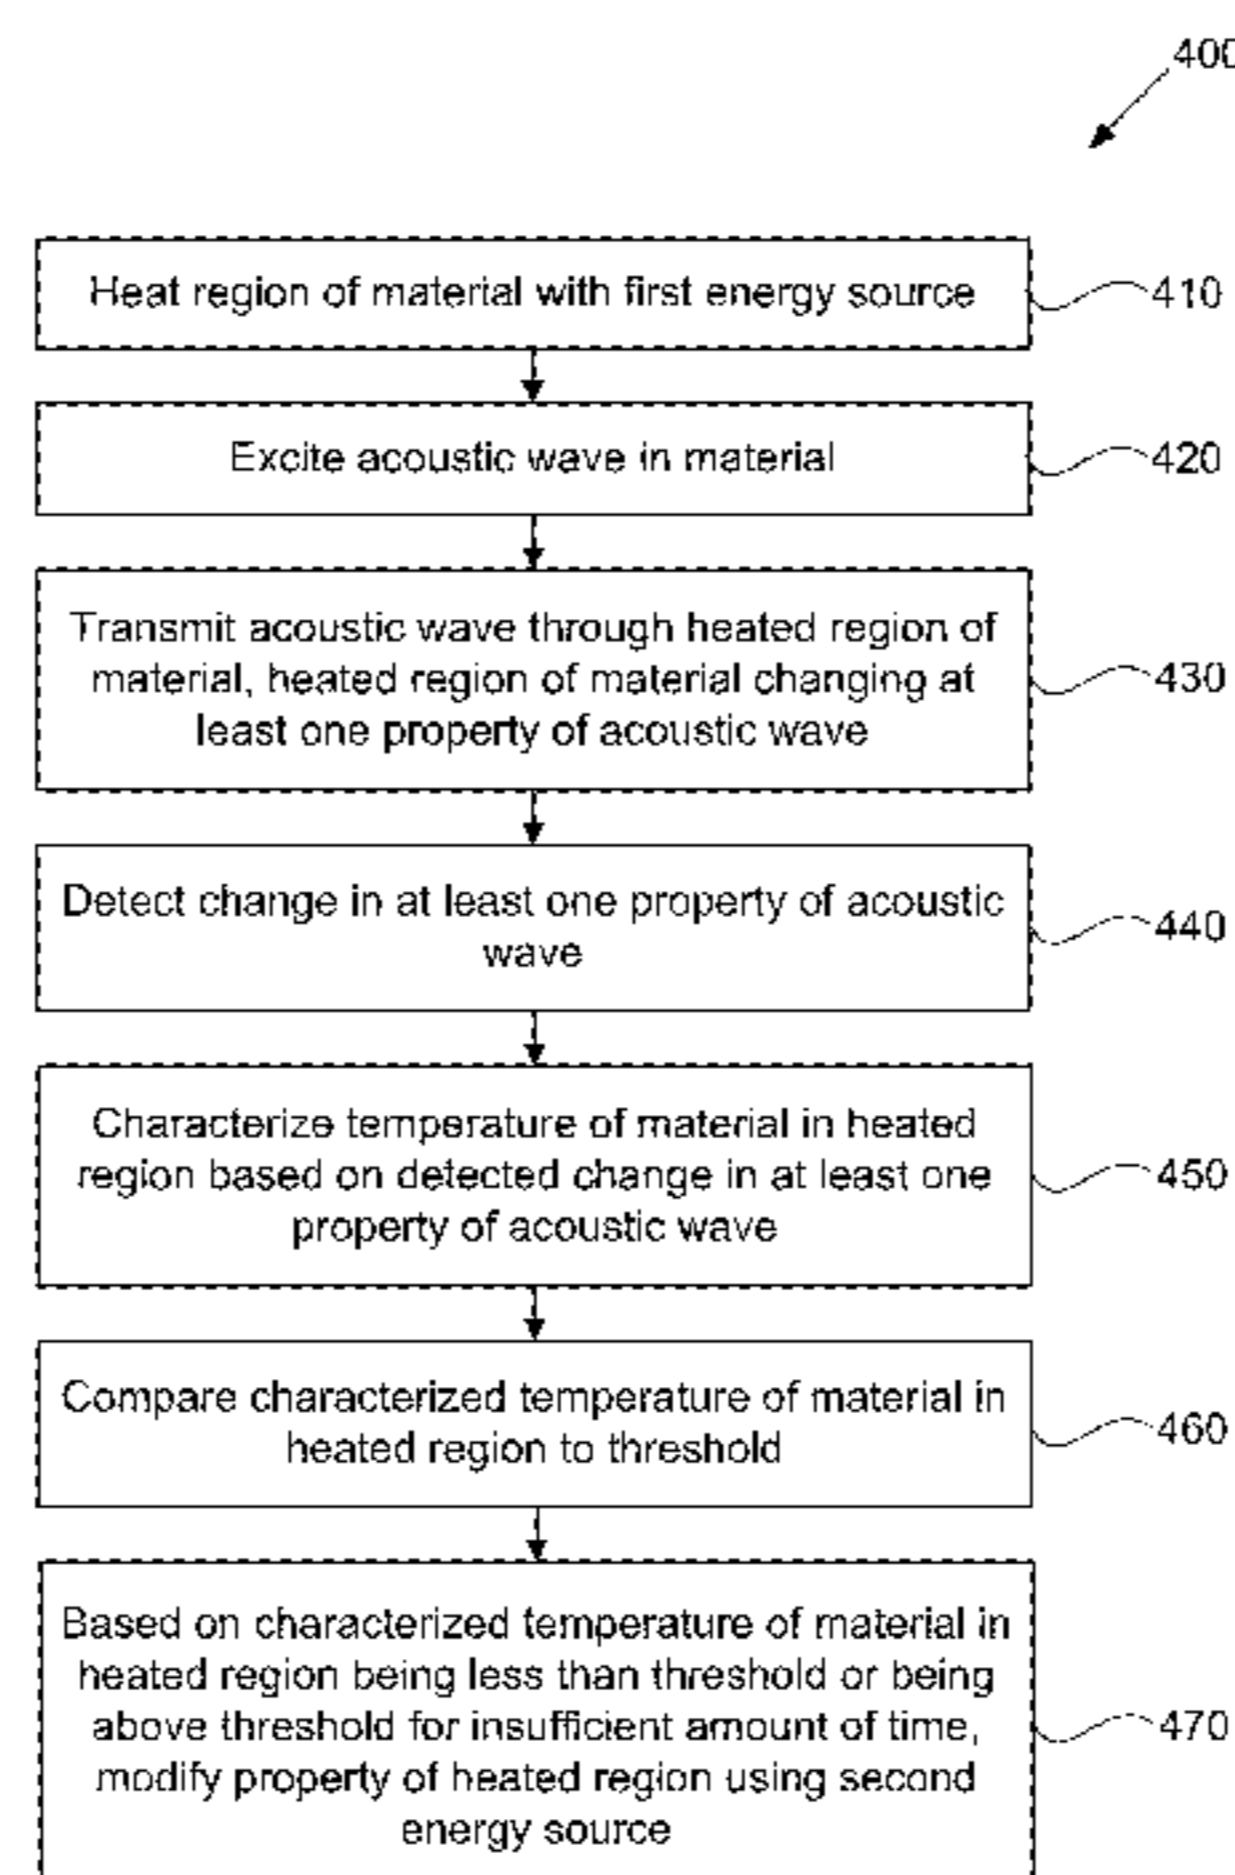 400
Heat region of material with first energy source
410
Excite acoustic wave in material
420
Transmit acoustic wave through heated region of
material, heated region of material changing at
least one property of acoustic wave
430
Detect change in at least one property of acoustic
wave
440
Characterize temperature of material in heated
region based on detected change in at least one
property of acoustic wave
450
Compare characterized temperature of material in
heated region to threshold
460
Based on characterized temperature of material in
heated region being less than threshold or being
above threshold for insufficient amount of time,
modify property of heated region using second
energy source
470